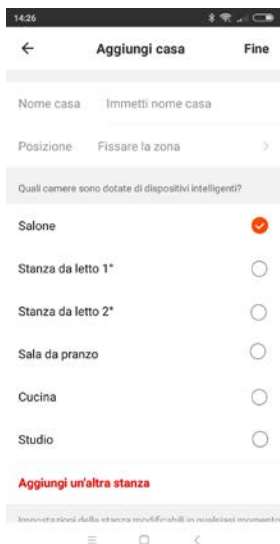 14:26
Aggiungi casa Fine
Nome casa Immetti nome casa
Posizione Fissare la zona
Quali camere sono dotate di dispositivi intelligenti?
Salone
Stanza da letto 1°
Stanza da letto 2°
Sala da pranzo
Cucina
Studio
Aggiungi un'altra stanza
Impostazioni della stanza modificabili in qualsiasi momento